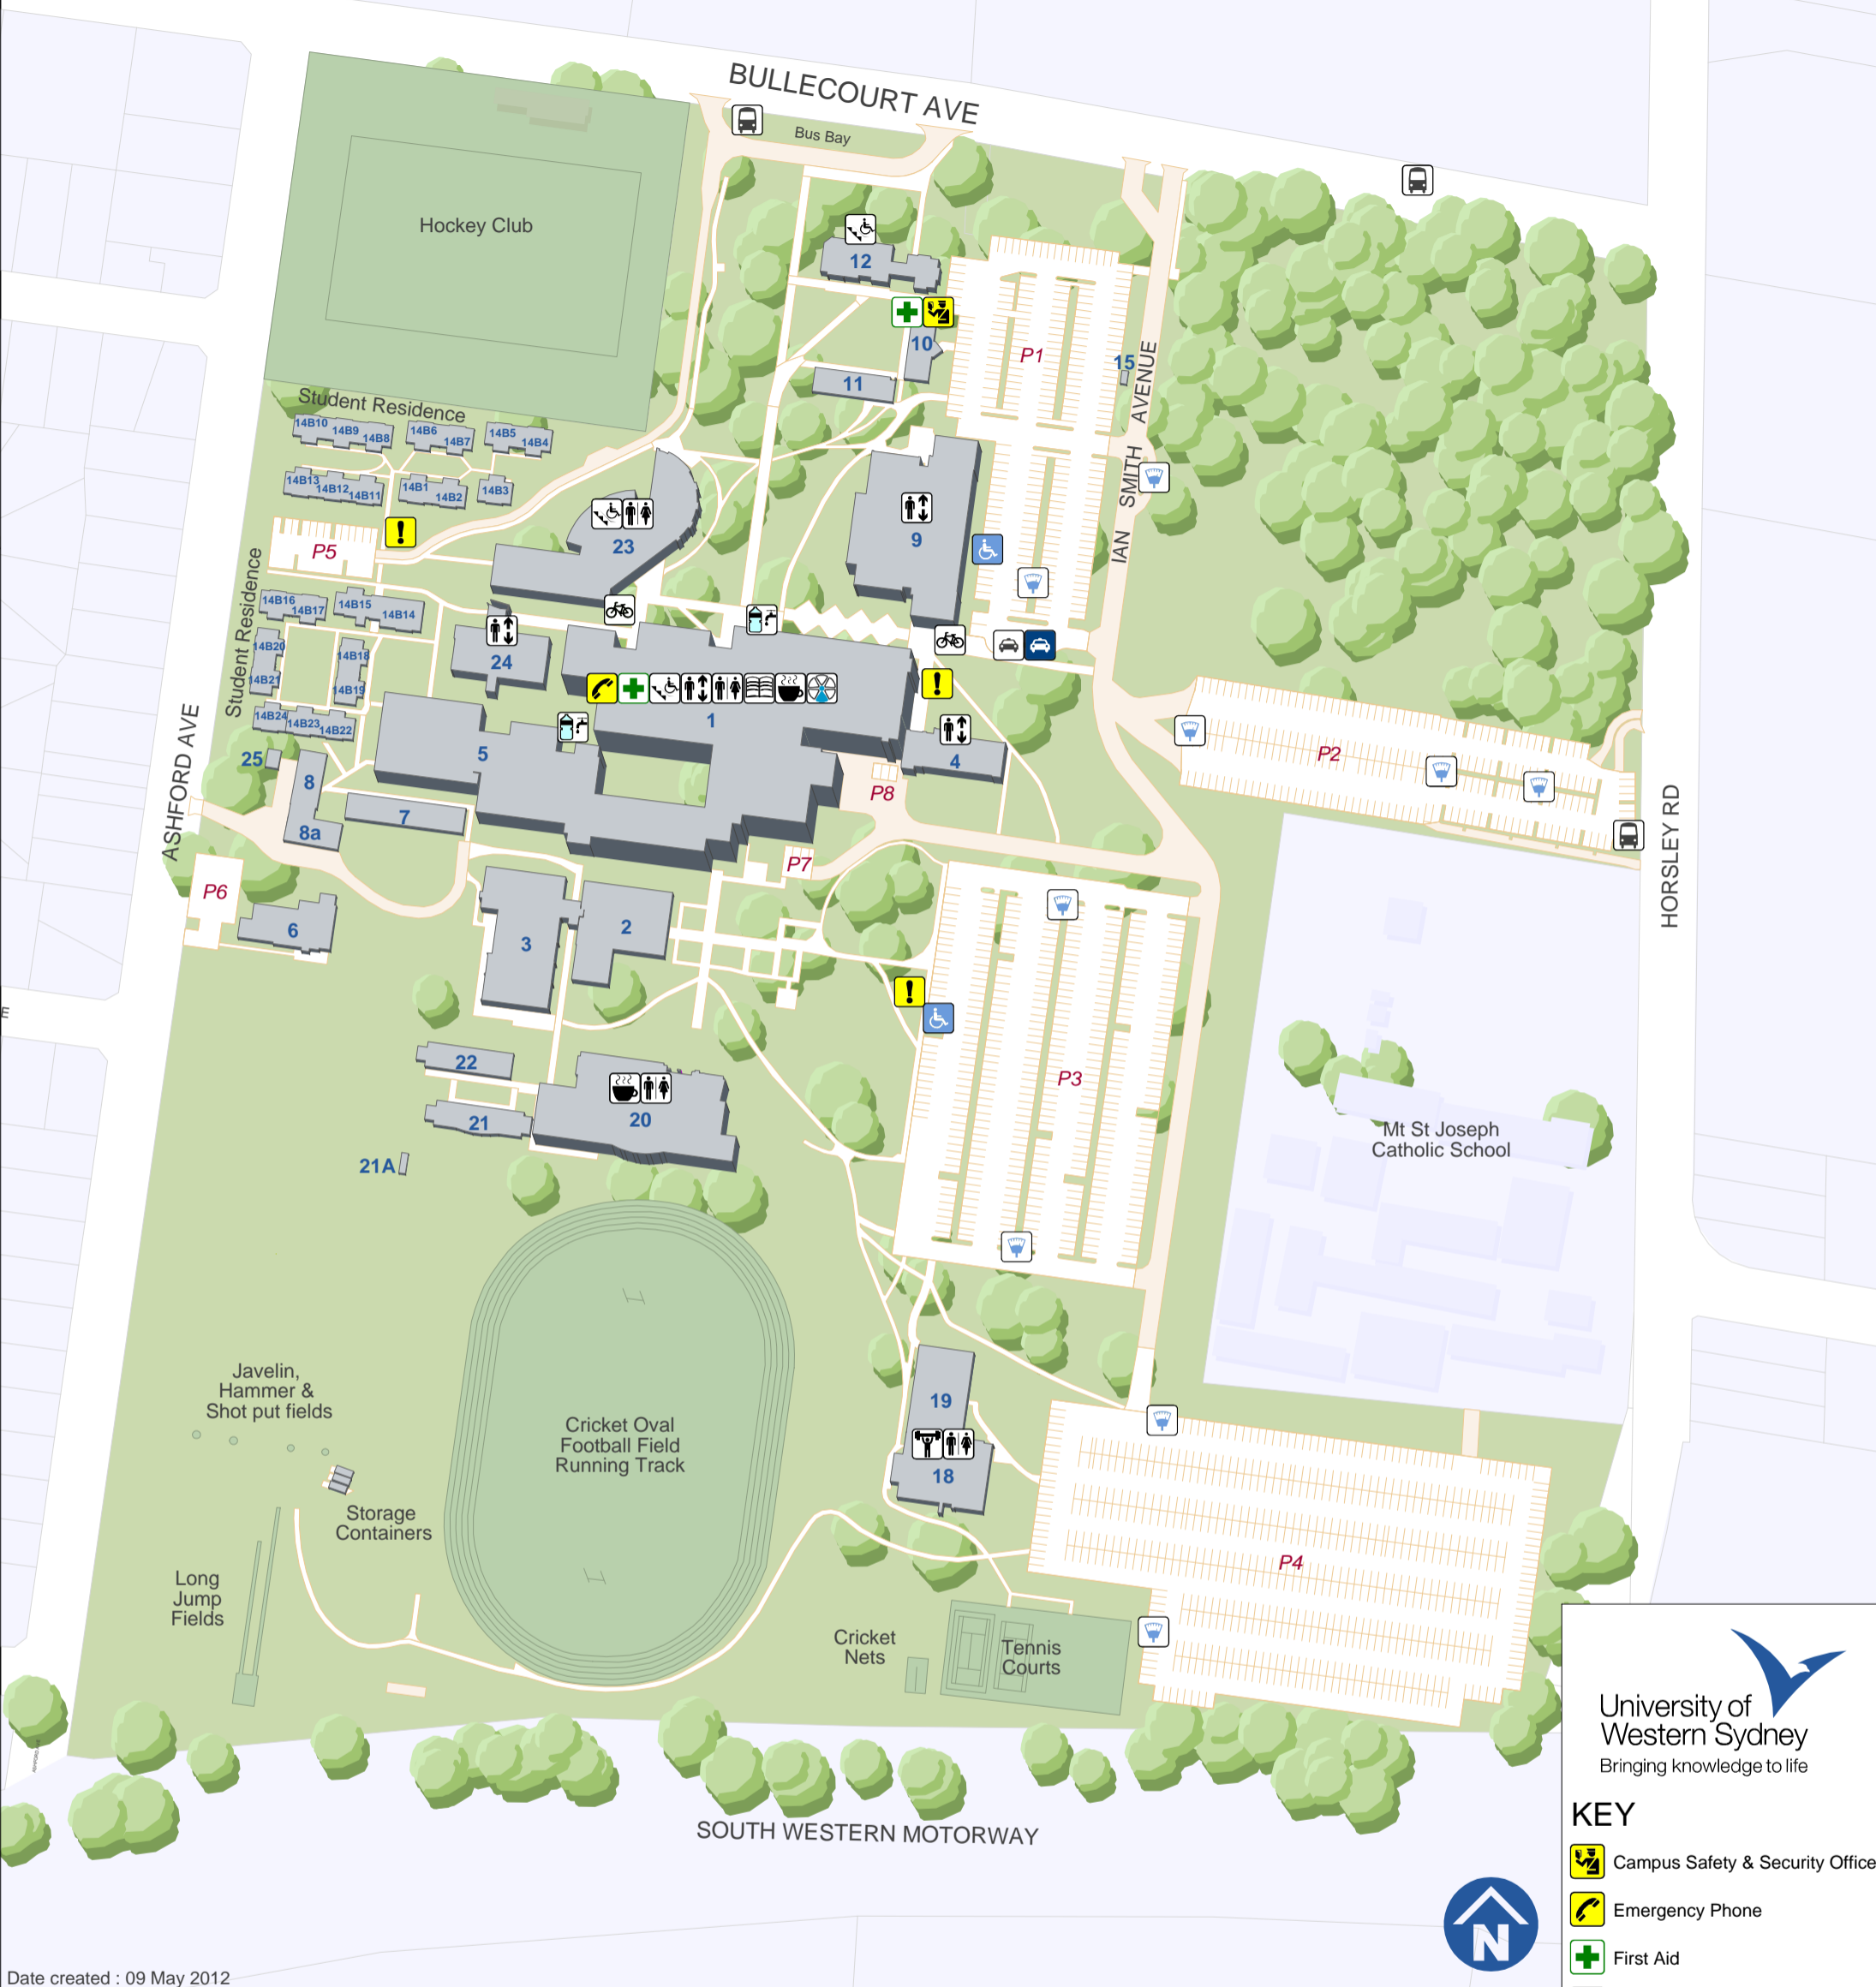 BULLECOURT AVE
Bus Bay
Hockey Club
12
10
P1
15
11
IAN SMITH AVENUE
Student Residence
14B10
14B9
14B8
14B6
14B7
14B5
14B4
14B13
14B12
14B11
14B1
14B2
14B3
!
P5
23
9
Student Residence
14B16
14B17
14B15
14B14
14B20
14B21
14B18
14B19
14B24
14B23
14B22
24
1
!
4
5
25
8
8a
7
P8
P7
P2
ASHFORD AVE
HORSLEY RD
P6
6
3
2
!
E
22
20
21
21A
P3
Mt St Joseph
Catholic School
Javelin,
Hammer &
Shot put fields
Cricket Oval
Football Field
Running Track
19
18
Storage
Containers
Long
Jump
Fields
P4
Cricket
Nets
Tennis
Courts
University of
Western Sydney
Bringing knowledge to life
SOUTH WESTERN MOTORWAY
KEY
Campus Safety & Security Office
Emergency Phone
First Aid
N
Date created : 09 May 2012